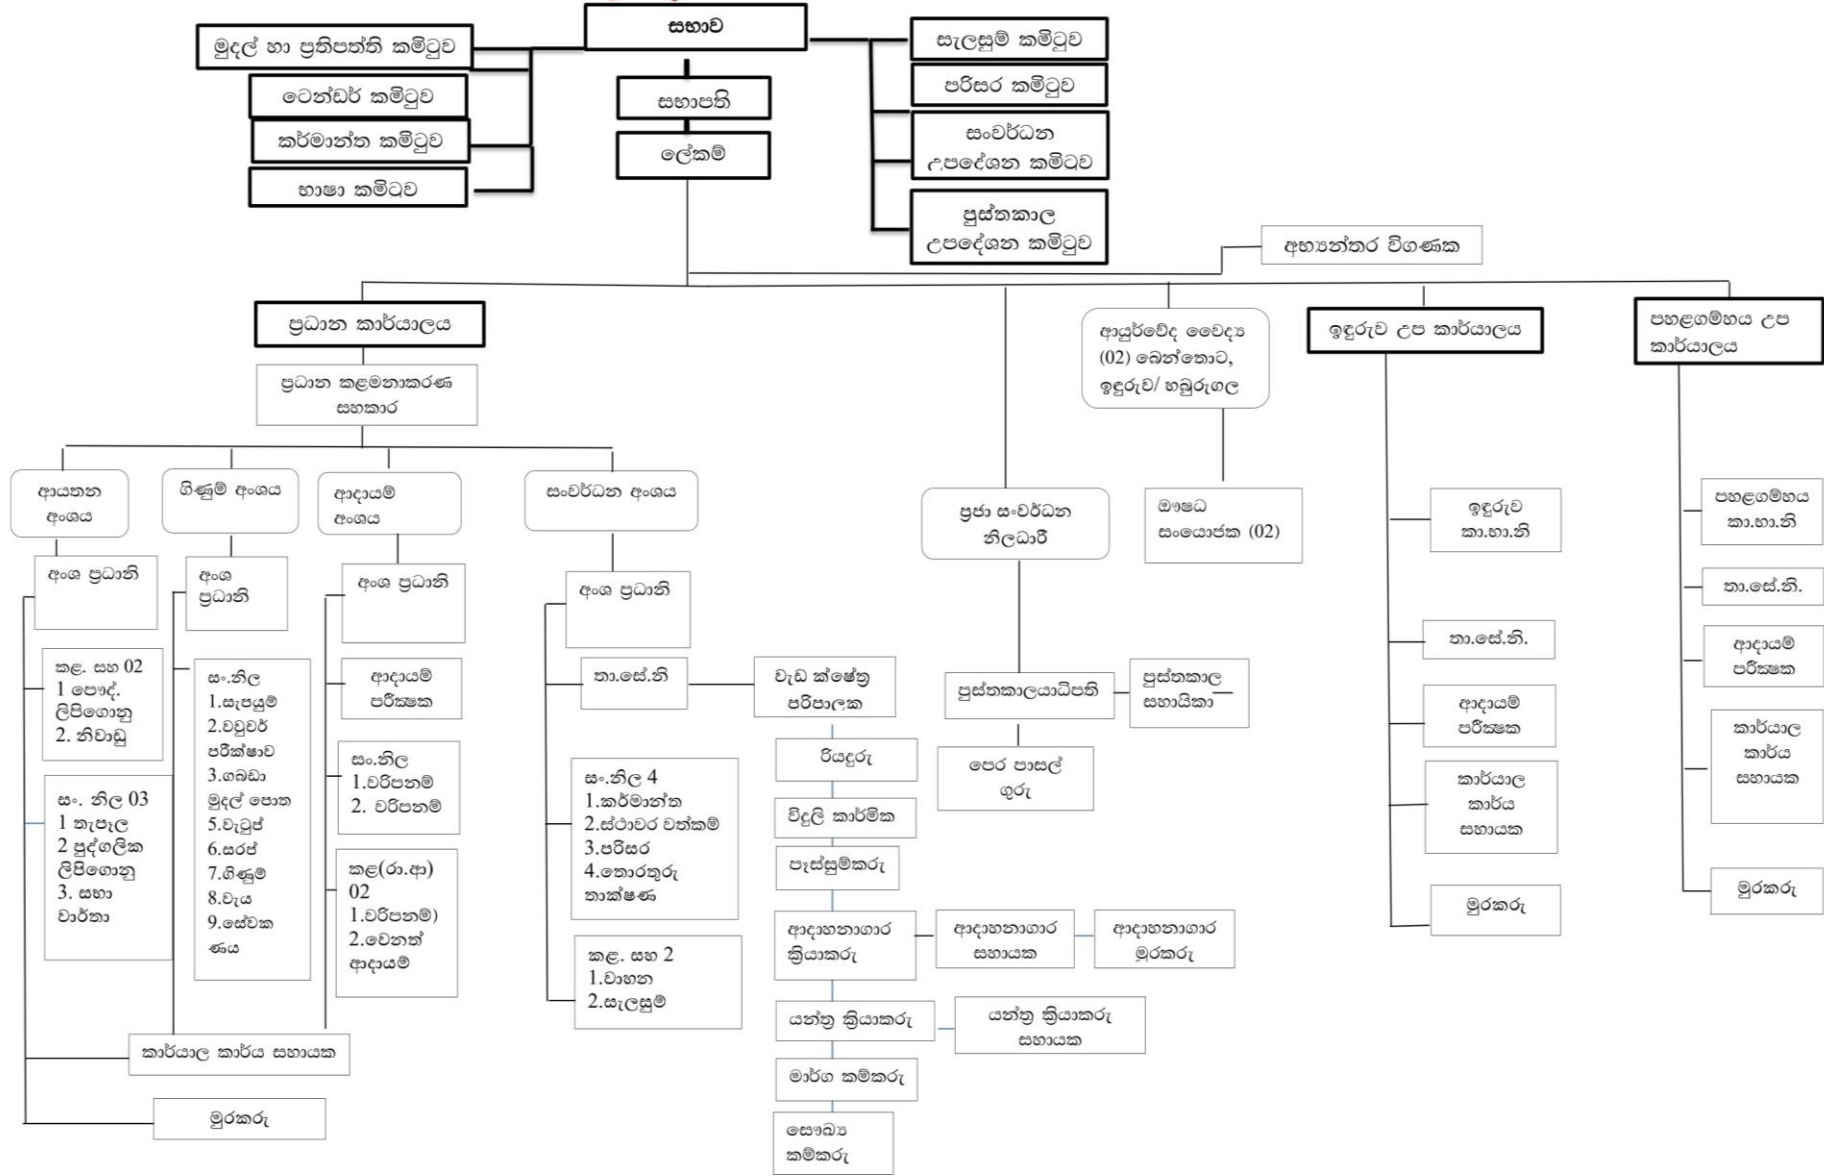 සභාව
මුදල් හා ප්‍රතිපත්ති කමිටුව
ටෙන්ඩර් කමිටුව
කර්මාන්ත කමිටුව
භාෂා කමිටුව
සභාපති
ලේකම්
සැලසුම් කමිටුව
පරිසර කමිටුව
සංවර්ධන
උපදේශන කමිටුව
පුස්තකාල
උපදේශන කමිටුව
අභ්‍යන්තර විගණක
ප්‍රධාන කාර්යාලය
ප්‍රධාන කළමනාකරණ
සහකාර
ආයුර්වේද වෛද්‍ය
(02) බෙන්තොට,
ඉඳුරුව/ හබුරුගල
ඉඳුරුව උප කාර්යාලය
පහළගම්හය උප
කාර්යාලය
ආයතන
අංශය
ගිණුම් අංශය
ආදායම්
අංශය
සංවර්ධන අංශය
ප්‍රජා සංවර්ධන
නිලධාරී
ඖෂධ
සංයොජක (02)
අංශ ප්‍රධානි
කළ. සහ 02
1 පෞද්.
ලිපිගොනු
2. නිවාඩු
සං. නිල 03
1 තැපෑල
2 පුද්ගලික
ලිපිගොනු
3. සභා
වාර්තා
අංශ
ප්‍රධානි
සං.නිල
1.සැපයුම්
2.වවුචර්
පරීක්ෂාව
3.ගබඩා
මුදල් පොත
5.වැටුප්
6.සරප්
7.ගිණුම්
8.වැය
9.සේවක
ණය
අංශ ප්‍රධානි
ආදායම්
පරීක්‍ෂක
සං.නිල
1.වරිපනම්
2. වරිපනම්
කළ(රා.ආ)
02
1.වරිපනම්)
2.වෙනත්
ආදායම්
කාර්යාල කාර්ය සහායක
මුරකරු
අංශ ප්‍රධානි
තා.සේ.නි
සං.නිල 4
1.කර්මාන්ත
2.ස්ථාවර වත්කම්
3.පරිසර
4.තොරතුරු
තාක්ෂණ
කළ. සහ 2
1.වාහන
2.සැලසුම්
වැඩ ක්ෂේත්‍ර
පරිපාලක
රියදුරු
විදුලි කාර්මික
පෑස්සුම්කරු
ආදාහනාගාර
ක්‍රියාකරු
ආදාහනාගාර
සහායක
ආදාහනාගාර
මුරකරු
යන්ත්‍ර ක්‍රියාකරු
යන්ත්‍ර ක්‍රියාකරු
සහායක
මාර්ග කම්කරු
සෞඛ්‍ය
කම්කරු
පුස්තකාලයාධිපති
පුස්තකාල
සහායිකා
පෙර පාසල්
ගුරු
ඉඳුරුව
කා.භා.නි
තා.සේ.නි.
ආදායම්
පරීක්‍ෂක
කාර්යාල
කාර්ය
සහායක
මුරකරු
පහළගම්හය
කා.භා.නි
තා.සේ.නි.
ආදායම්
පරීක්‍ෂක
කාර්යාල
කාර්ය
සහායක
මුරකරු